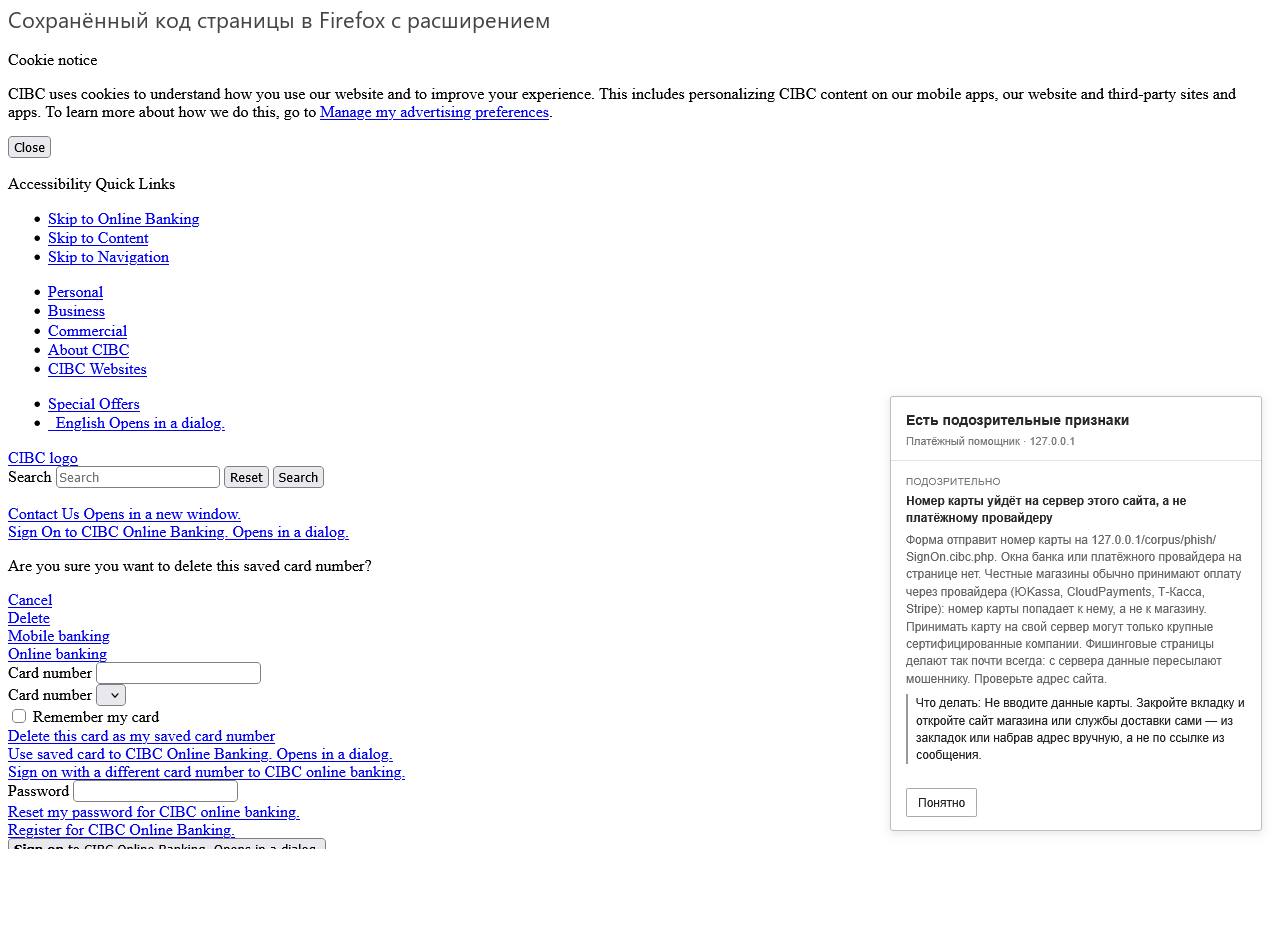 Сохранённый код страницы в Firefox с расширением
Cookie notice
CIBC uses cookies to understand how you use our website and to improve your experience. This includes personalizing CIBC content on our mobile apps, our website and third-party sites and
apps. To learn more about how we do this, go to Manage my advertising preferences.
Close
Accessibility Quick Links
Skip to Online Banking
Skip to Content
Skip to Navigation
Personal
Business
Commercial
About CIBC
CIBC Websites
Special Offers
English Opens in a dialog.
CIBC logo
Search Search Reset Search
Contact Us Opens in a new window.
Sign On to CIBC Online Banking. Opens in a dialog.
Are you sure you want to delete this saved card number?
Cancel
Delete
Mobile banking
Online banking
Card number
Card number
Remember my card
Delete this card as my saved card number
Use saved card to CIBC Online Banking. Opens in a dialog.
Sign on with a different card number to CIBC online banking.
Password
Reset my password for CIBC online banking.
Register for CIBC Online Banking.
Sign on to CIBC Online Banking. Opens in a dialog.
Есть подозрительные признаки
Платёжный помощник · 127.0.0.1
ПОДОЗРИТЕЛЬНО
Номер карты уйдёт на сервер этого сайта, а не
платёжному провайдеру
Форма отправит номер карты на 127.0.0.1/corpus/phish/
SignOn.cibc.php. Окна банка или платёжного провайдера на
странице нет. Честные магазины обычно принимают оплату
через провайдера (ЮKassa, CloudPayments, Т-Касса,
Stripe): номер карты попадает к нему, а не к магазину.
Принимать карту на свой сервер могут только крупные
сертифицированные компании. Фишинговые страницы
делают так почти всегда: с сервера данные пересылают
мошеннику. Проверьте адрес сайта.
Что делать: Не вводите данные карты. Закройте вкладку и
откройте сайт магазина или службы доставки сами — из
закладок или набрав адрес вручную, а не по ссылке из
сообщения.
Понятно